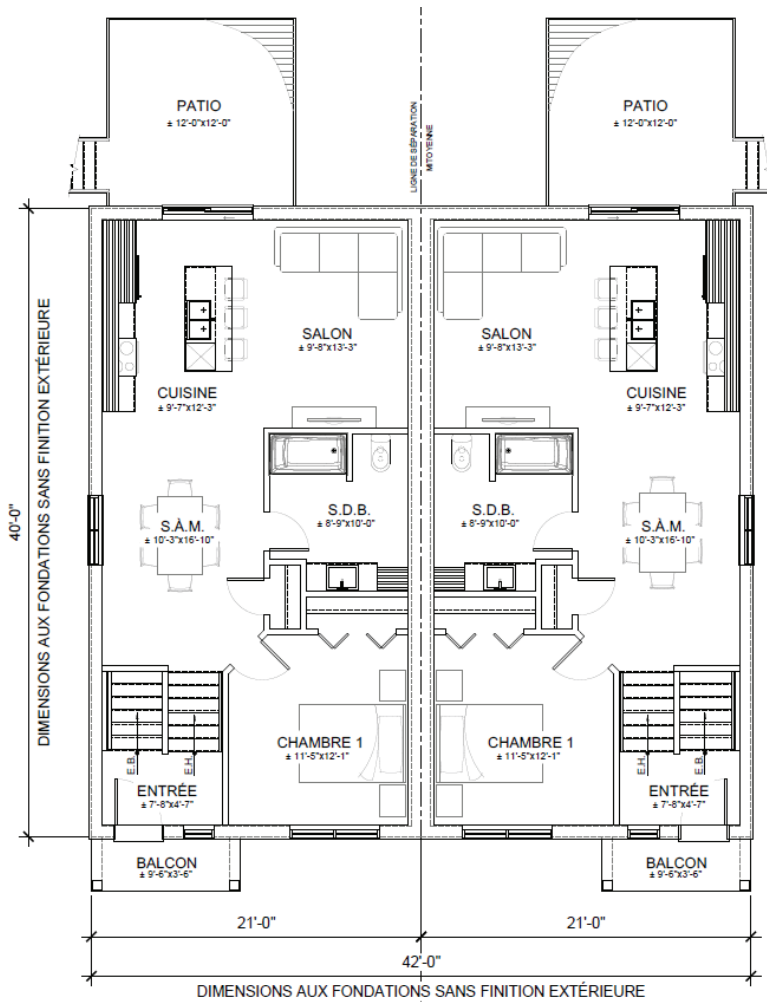 PATIO
± 12'-0"x12'-0"
LIGNE DE SÉPARATION
MITOYENNE
PATIO
± 12'-0"x12'-0"
SALON
± 9'-8"x13'-3"
SALON
± 9'-8"x13'-3"
CUISINE
± 9'-7"x12'-3"
CUISINE
± 9'-7"x12'-3"
DIMENSIONS AUX FONDATIONS SANS FINITION EXTÉRIEURE
40'-0"
S.D.B.
± 8'-9"x10'-0"
S.D.B.
± 8'-9"x10'-0"
S.À.M.
± 10'-3"x16'-10"
S.À.M.
± 10'-3"x16'-10"
CHAMBRE 1
± 11'-5"x12'-1"
CHAMBRE 1
± 11'-5"x12'-1"
E.B.
E.H.
E.H.
E.B.
ENTRÉE
± 7'-8"x4'-7"
ENTRÉE
± 7'-8"x4'-7"
BALCON
± 9'-6"x3'-6"
BALCON
± 9'-6"x3'-6"
21'-0"
21'-0"
42'-0"
DIMENSIONS AUX FONDATIONS SANS FINITION EXTÉRIEURE